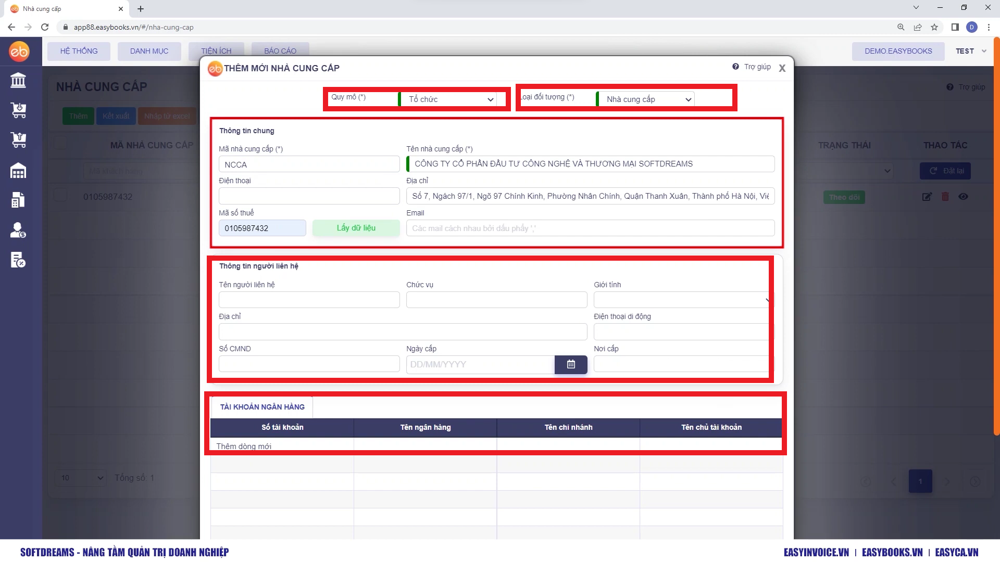 Nhà cung cấp
app88.easybooks.vn/#/nha-cung-cap
D
eb
HỆ THỐNG
DANH MỤC
TIỆN ÍCH
BÁO CÁO
DEMO.EASYBOOKS
TEST
eb THÊM MỚI NHÀ CUNG CẤP
Trợ giúp
X
NHÀ CUNG CẤP
Trợ giúp
Quy mô (*)
Tổ chức
Loại đối tượng (*)
Nhà cung cấp
Thêm
Kết xuất
Nhập từ excel
Thông tin chung
MÃ NHÀ CUNG CẤP
TRẠNG THÁI
THAO TÁC
Mã nhà cung cấp (*)
Tên nhà cung cấp (*)
NCCA
CÔNG TY CỔ PHẦN ĐẦU TƯ CÔNG NGHỆ VÀ THƯƠNG MẠI SOFTDREAMS
Mã khách hàng
Đặt lại
Điện thoại
Địa chỉ
0105987432
Số 7, Ngách 97/1, Ngõ 97 Chính Kinh, Phường Nhân Chính, Quận Thanh Xuân, Thành phố Hà Nội, Việ
Theo dõi
Mã số thuế
Email
0105987432
Lấy dữ liệu
Các mail cách nhau bởi dấu phẩy ','
Thông tin người liên hệ
Tên người liên hệ
Chức vụ
Giới tính
Địa chỉ
Điện thoại di động
Số CMND
Ngày cấp
Nơi cấp
DD/MM/YYYY
TÀI KHOẢN NGÂN HÀNG
Số tài khoản
Tên ngân hàng
Tên chi nhánh
Tên chủ tài khoản
Thêm dòng mới
10
Tổng số: 1
1
SOFTDREAMS - NÂNG TẦM QUẢN TRỊ DOANH NGHIỆP
EASYINVOICE.VN | EASYBOOKS.VN | EASYCA.VN